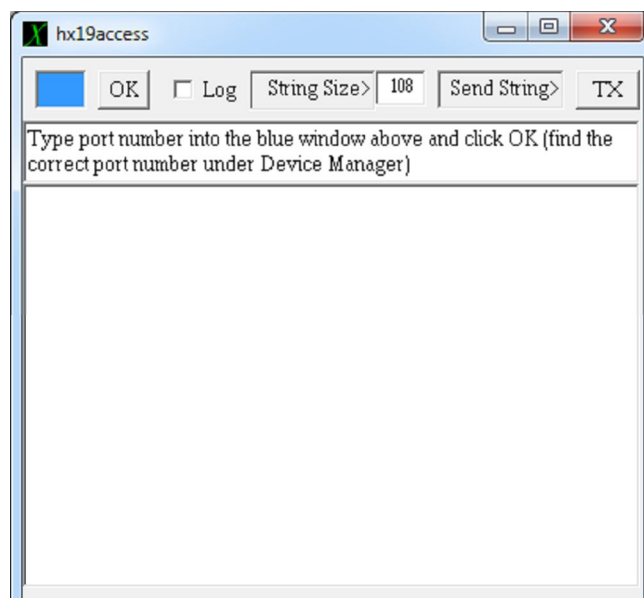 hx19access
OK Log String Size> 108 Send String> TX
Type port number into the blue window above and click OK (find the
correct port number under Device Manager)